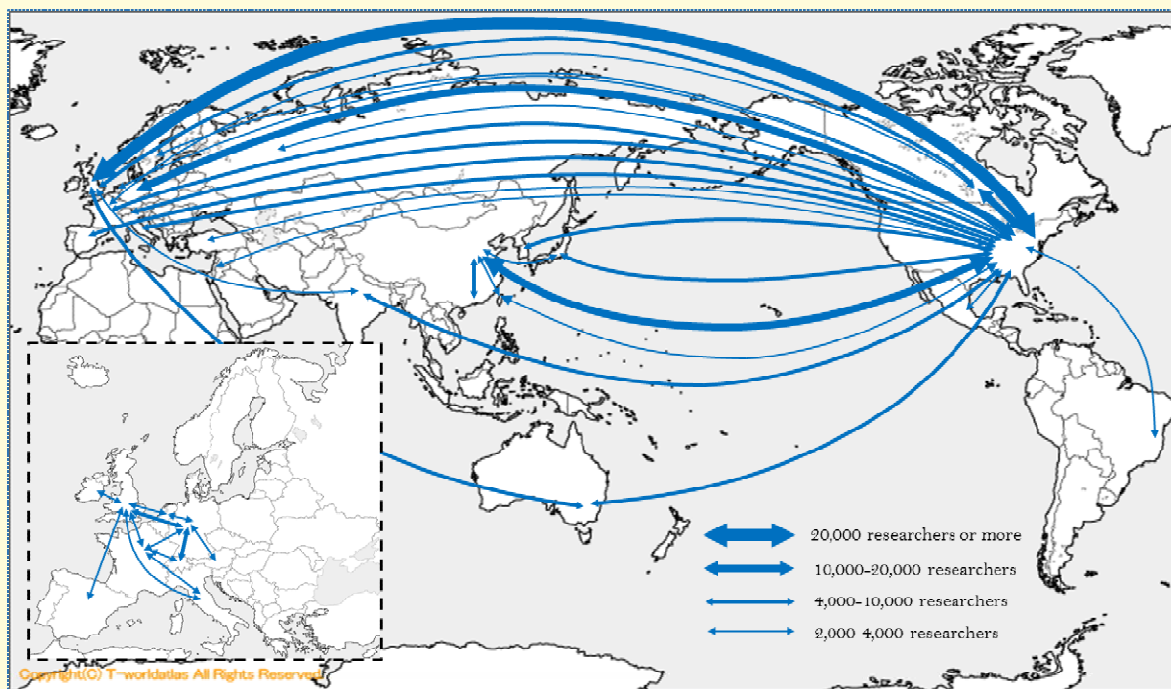 20,000 researchers or more
10,000-20,000 researchers
4,000-10,000 researchers
2,000-4,000 researchers
Copyright(C) T-worldatlas All Rights Reserved